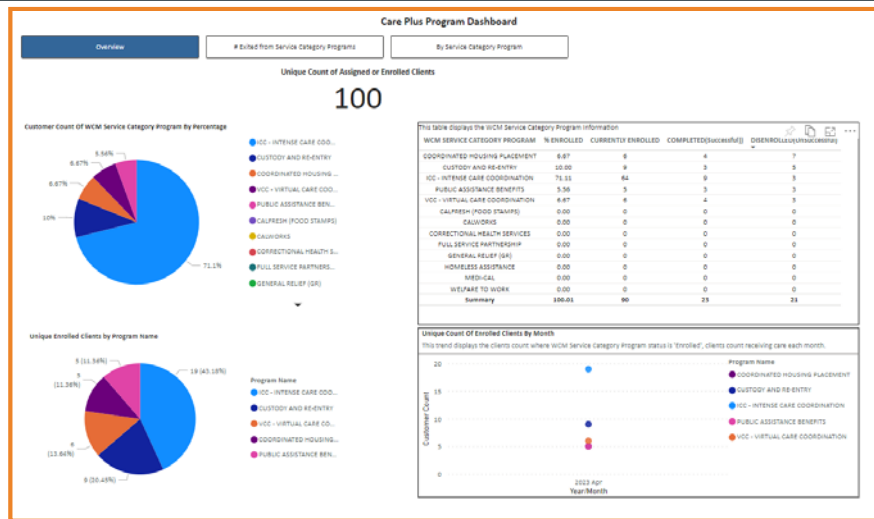 Care Plus Program Dashboard
Overview
# Exited from Service Category Programs
By Service Category Program
Unique Count of Assigned or Enrolled Clients
100
Customer Count Of WCM Service Category Program By Percentage
5.56%
6.67%
6.67%
10%
71.1%
ICC - INTENSE CARE COO...
CUSTODY AND RE-ENTRY
COORDINATED HOUSING ...
VCC - VIRTUAL CARE COO...
PUBLIC ASSISTANCE BEN...
CALFRESH (FOOD STAMPS)
CALWORKS
CORRECTIONAL HEALTH S...
FULL SERVICE PARTNERS...
GENERAL RELIEF (GR)
This table displays the WCM Service Category Program information
WCM SERVICE CATEGORY PROGRAM % ENROLLED CURRENTLY ENROLLED COMPLETED(Successful)) DISENROLLED(Unsuccessful)
COORDINATED HOUSING PLACEMENT 6.67 6 4 7
CUSTODY AND RE-ENTRY 10.00 9 3 5
ICC - INTENSE CARE COORDINATION 71.11 64 9 3
PUBLIC ASSISTANCE BENEFITS 5.56 5 3 3
VCC - VIRTUAL CARE COORDINATION 6.67 6 4 3
CALFRESH (FOOD STAMPS) 0.00 0 0 0
CALWORKS 0.00 0 0 0
CORRECTIONAL HEALTH SERVICES 0.00 0 0 0
FULL SERVICE PARTNERSHIP 0.00 0 0 0
GENERAL RELIEF (GR) 0.00 0 0 0
HOMELESS ASSISTANCE 0.00 0 0 0
MEDI-CAL 0.00 0 0 0
WELFARE TO WORK 0.00 0 0 0
Summary 100.01 90 23 21
Unique Enrolled Clients by Program Name
5 (11.36%)
5
(11.36%)
6
(13.64%)
9 (20.45%)
19 (43.18%)
Program Name
ICC - INTENSE CARE COO...
CUSTODY AND RE-ENTRY
VCC - VIRTUAL CARE CO...
COORDINATED HOUSING...
PUBLIC ASSISTANCE BEN...
Unique Count Of Enrolled Clients By Month
This trend displays the clients count where WCM Service Category Program status is 'Enrolled', clients count receiving care each month.
Customer Count
20
15
10
5
0
2023 Apr
Year/Month
Program Name
COORDINATED HOUSING PLACEMENT
CUSTODY AND RE-ENTRY
ICC - INTENSE CARE COORDINATION
PUBLIC ASSISTANCE BENEFITS
VCC - VIRTUAL CARE COORDINATION